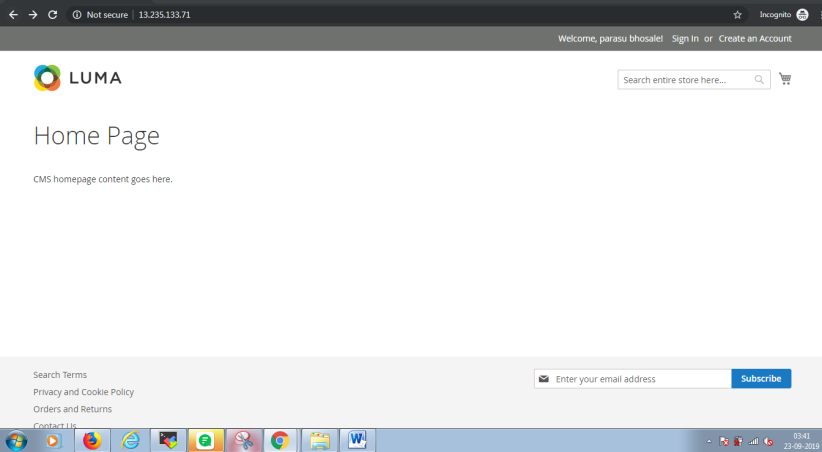 Not secure | 13.235.133.71
Incognito
Welcome, parasu bhosale! Sign In or Create an Account
LUMA
Search entire store here...
Home Page
CMS homepage content goes here.
Search Terms
Privacy and Cookie Policy
Orders and Returns
Contact Us
Enter your email address
Subscribe
03:41
23-09-2019